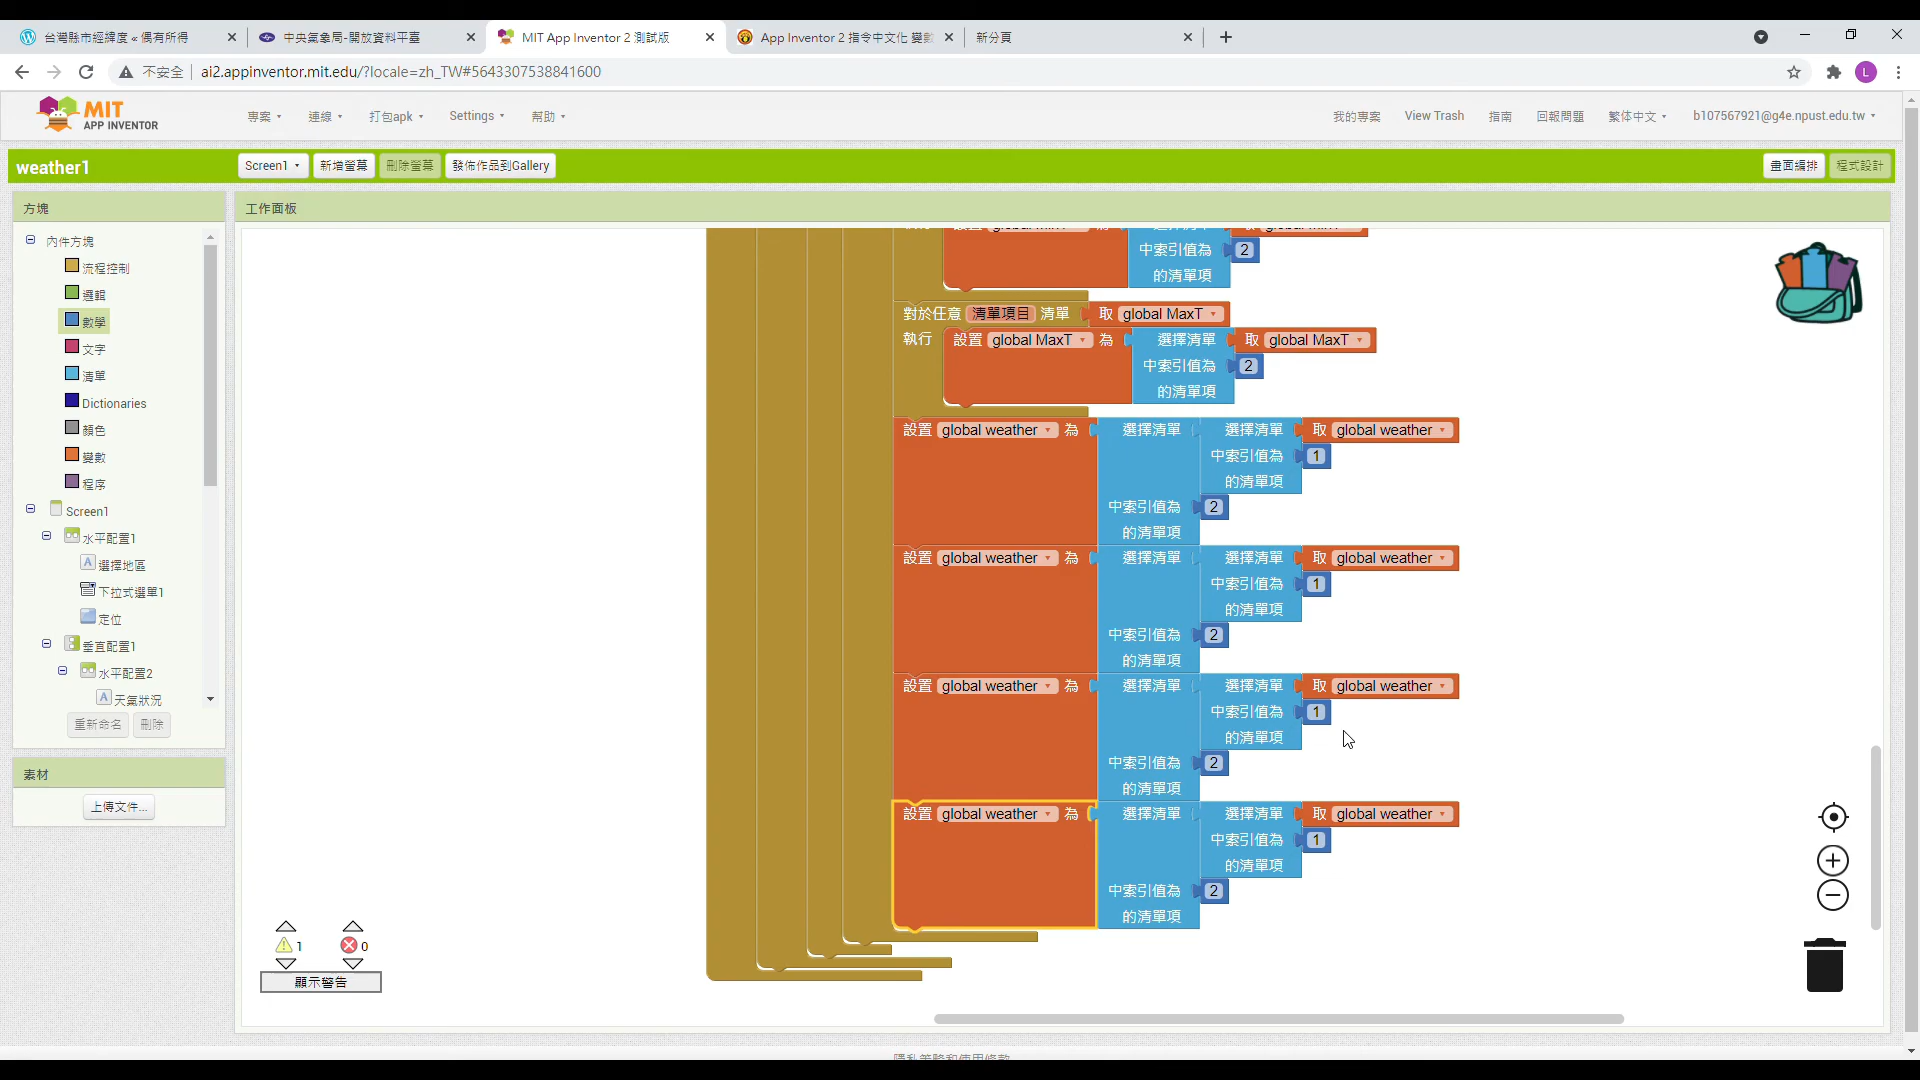 台灣縣市經緯度 « 偶有所得
中央氣象局-開放資料平臺
MIT App Inventor 2 測試版
App Inventor 2 指令中文化 變數
新分頁
不安全
ai2.appinventor.mit.edu/?locale=zh_TW#5643307538841600
L
MIT
APP INVENTOR
專案
連線
打包apk
Settings
幫助
我的專案
View Trash
指南
回報問題
繁体中文
b107567921@g4e.npust.edu.tw
weather1
Screen1
新增螢幕
刪除螢幕
發佈作品到Gallery
畫面編排
程式設計
方塊
工作面板
內件方塊
流程控制
邏輯
數學
文字
清單
Dictionaries
顏色
變數
程序
Screen1
水平配置1
選擇地區
下拉式選單1
定位
垂直配置1
水平配置2
天氣狀況
重新命名
刪除
素材
上傳文件...
中索引值為 2
的清單項
對於任意 清單項目 清單 取 global MaxT
執行 設置 global MaxT 為 選擇清單 取 global MaxT
中索引值為 2
的清單項
設置 global weather 為 選擇清單 選擇清單 取 global weather
中索引值為 1
的清單項
中索引值為 2
的清單項
設置 global weather 為 選擇清單 選擇清單 取 global weather
中索引值為 1
的清單項
中索引值為 2
的清單項
設置 global weather 為 選擇清單 選擇清單 取 global weather
中索引值為 1
的清單項
中索引值為 2
的清單項
設置 global weather 為 選擇清單 選擇清單 取 global weather
中索引值為 1
的清單項
中索引值為 2
的清單項
1
0
顯示警告